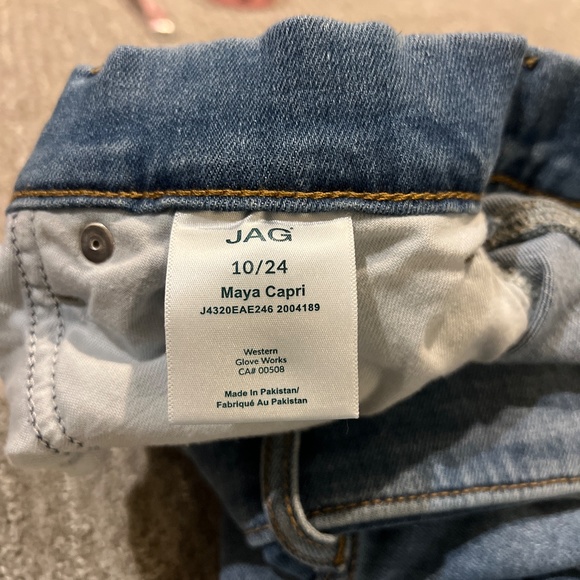 JAG
10/24
Maya Capri
J4320EAE246 2004189
Western
Glove Works
CA# 00508
Made In Pakistan/
Fabriqué Au Pakistan